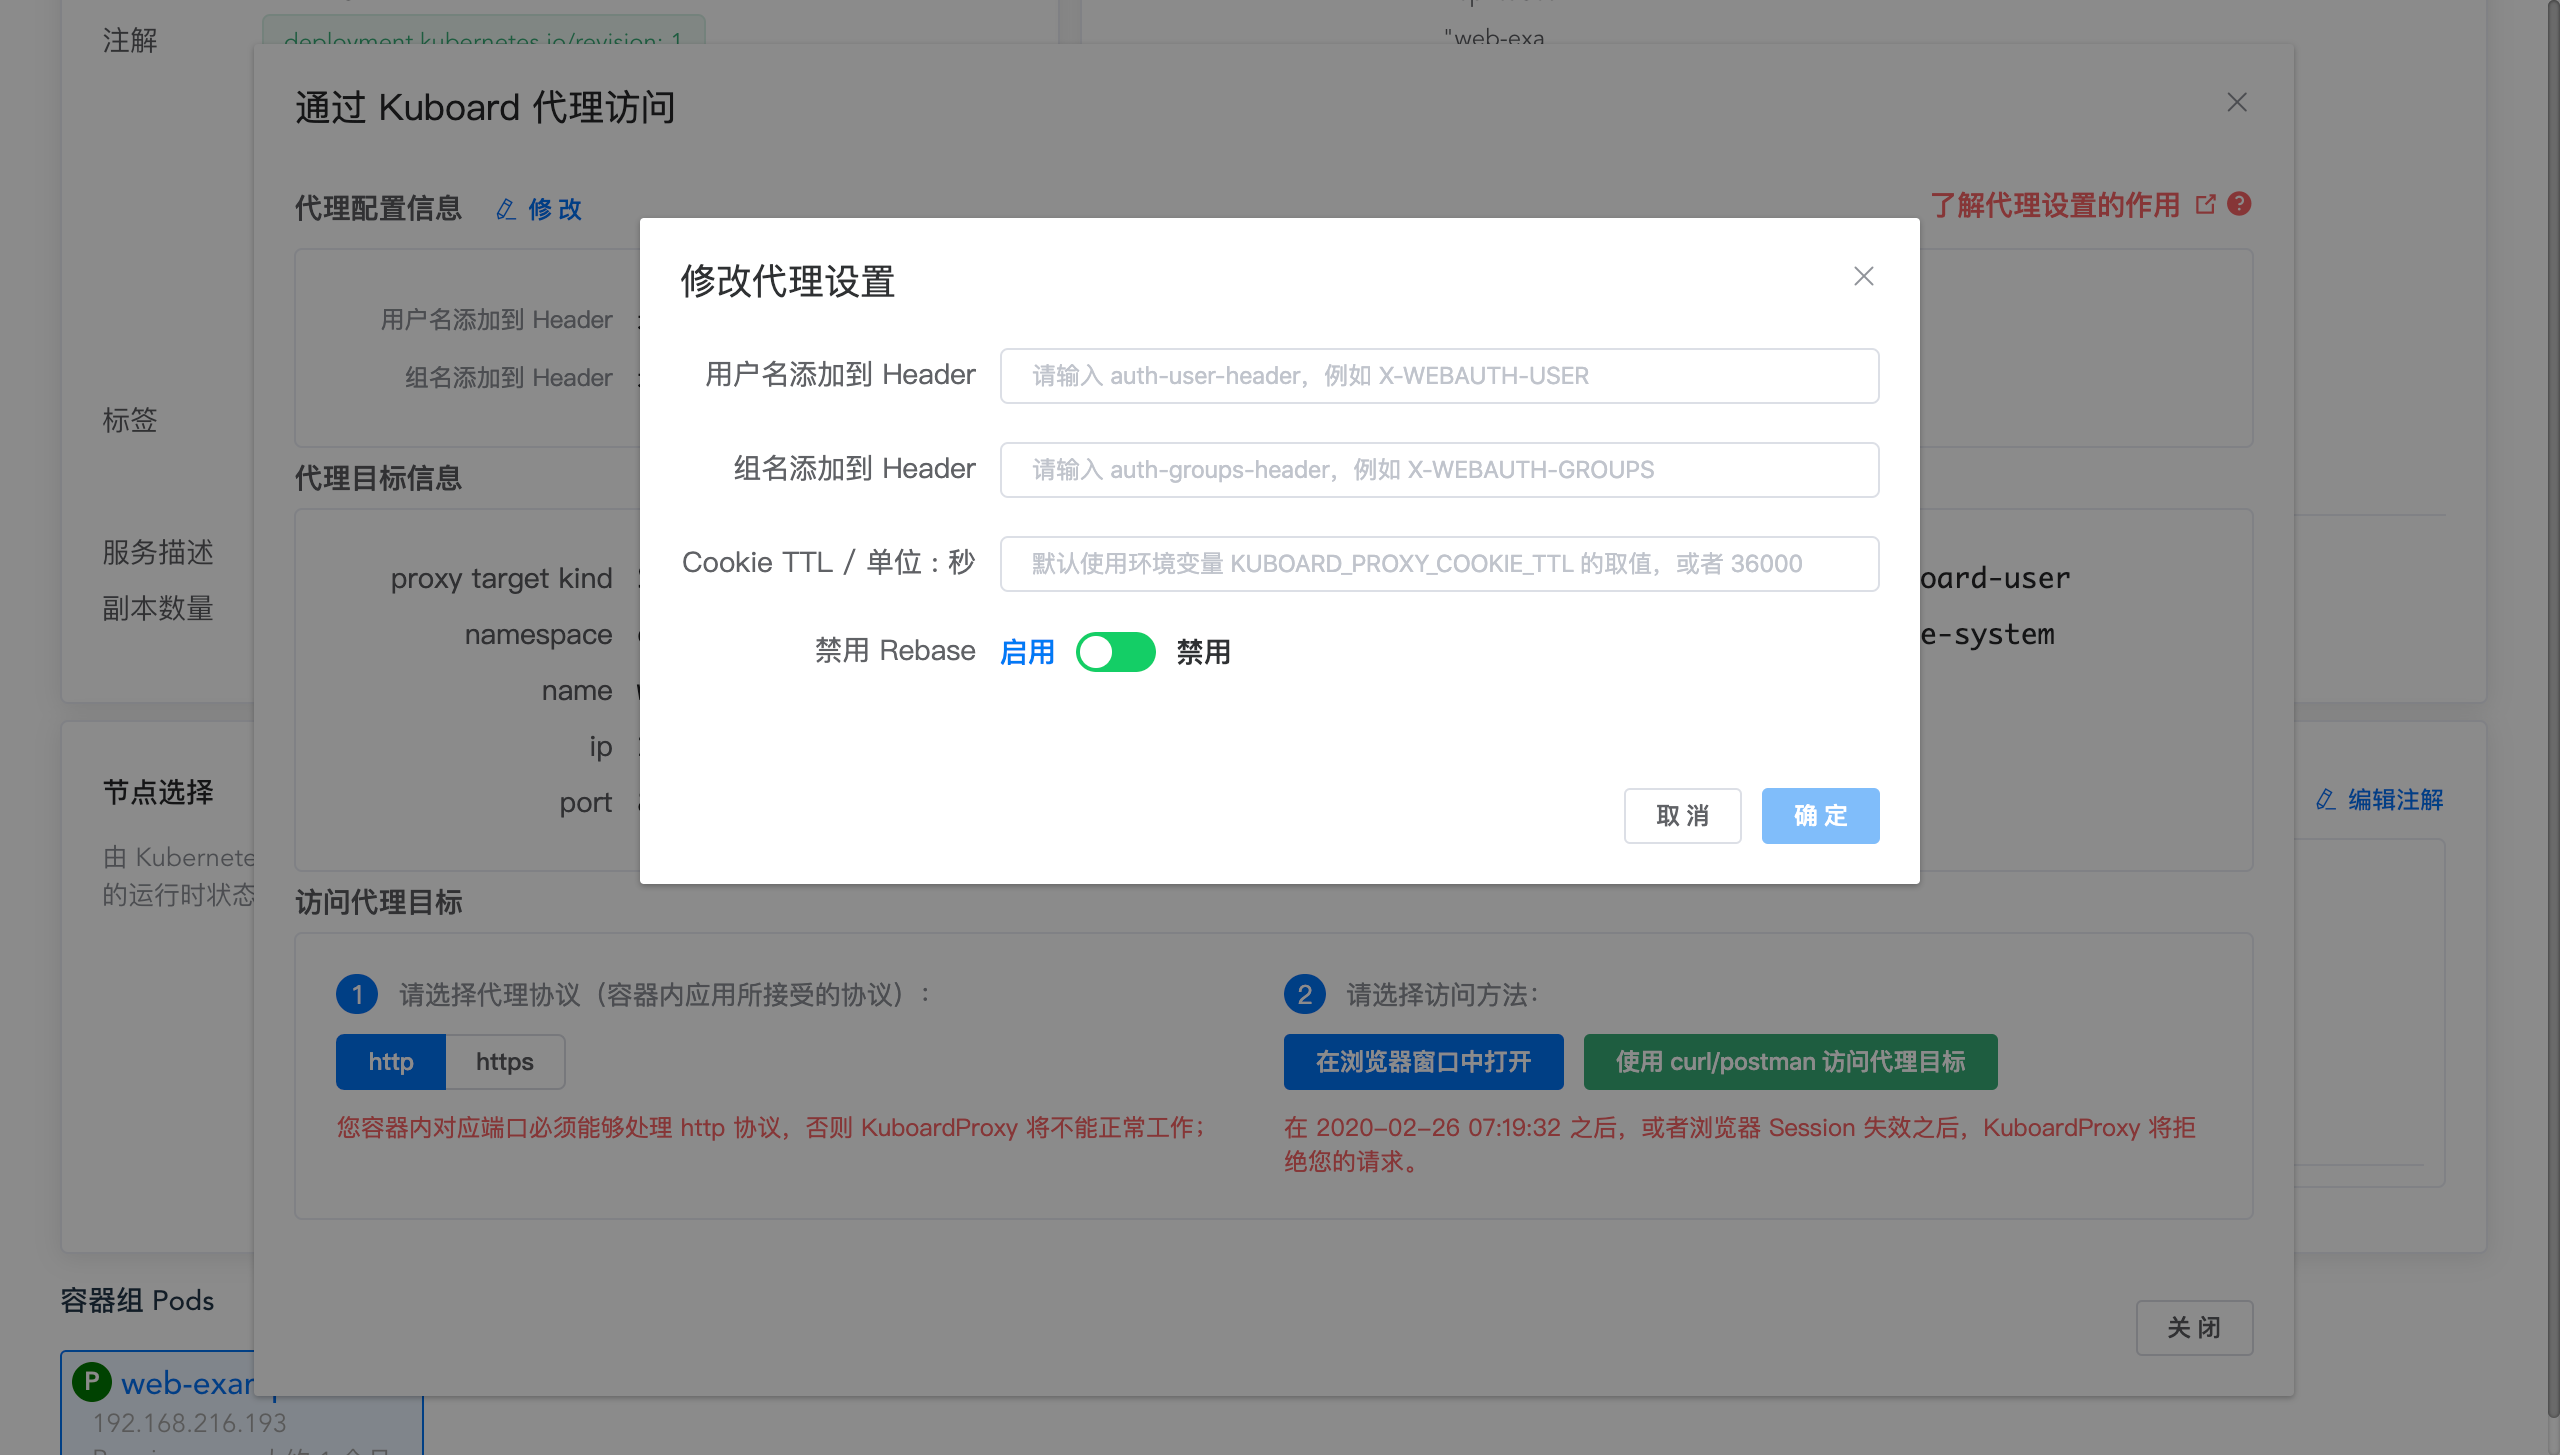 注解
deployment.kubernetes.io/revision: 1
"web-exa
通过 Kuboard 代理访问
代理配置信息 修 改
了解代理设置的作用
修改代理设置
用户名添加到 Header
组名添加到 Header
用户名添加到 Header 请输入 auth-user-header，例如 X-WEBAUTH-USER
组名添加到 Header 请输入 auth-groups-header，例如 X-WEBAUTH-GROUPS
Cookie TTL / 单位 : 秒 默认使用环境变量 KUBOARD_PROXY_COOKIE_TTL 的取值，或者 36000
禁用 Rebase 启用 禁用
取 消 确 定
标签
代理目标信息
服务描述
副本数量
proxy target kind
oard-user
namespace
e-system
name
ip
port
节点选择
编辑注解
由 Kubernete
的运行时状态
访问代理目标
1 请选择代理协议（容器内应用所接受的协议）：
http https
您容器内对应端口必须能够处理 http 协议，否则 KuboardProxy 将不能正常工作；
2 请选择访问方法：
在浏览器窗口中打开 使用 curl/postman 访问代理目标
在 2020-02-26 07:19:32 之后，或者浏览器 Session 失效之后，KuboardProxy 将拒
绝您的请求。
容器组 Pods
关 闭
P web-exam
192.168.216.193